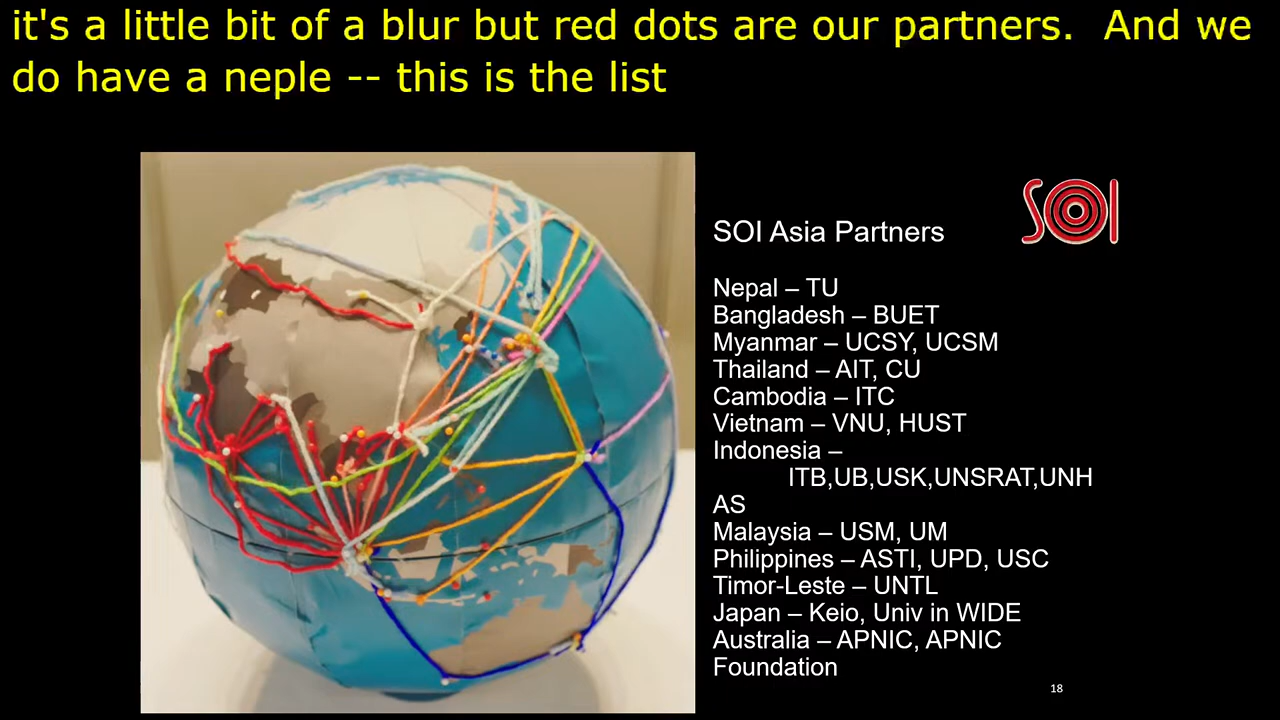 it's a little bit of a blur but red dots are our partners.  And we
do have a neple -- this is the list
SOI
SOI Asia Partners
Nepal – TU
Bangladesh – BUET
Myanmar – UCSY, UCSM
Thailand – AIT, CU
Cambodia – ITC
Vietnam – VNU, HUST
Indonesia –
ITB,UB,USK,UNSRAT,UNH
AS
Malaysia – USM, UM
Philippines – ASTI, UPD, USC
Timor-Leste – UNTL
Japan – Keio, Univ in WIDE
Australia – APNIC, APNIC
Foundation
18